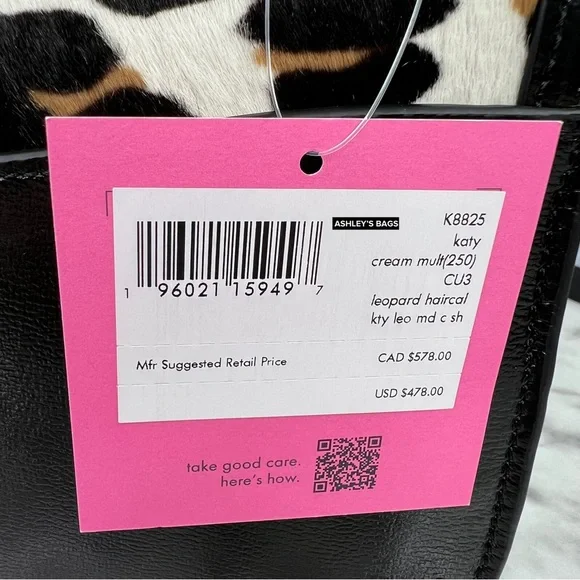 ASHLEY'S BAGS
K8825
katy
cream mult(250)
CU3
leopard haircal
kty leo md c sh
1 96021 15949 7
Mfr Suggested Retail Price CAD $578.00
USD $478.00
take good care.
here's how.